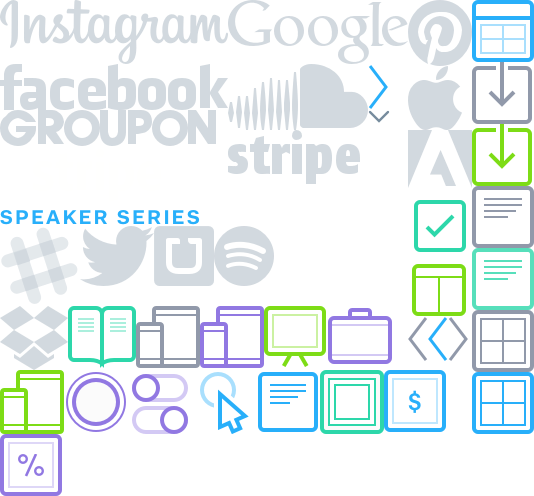 Instagram Google
facebook
GROUPON
stripe
SPEAKER SERIES
$
%